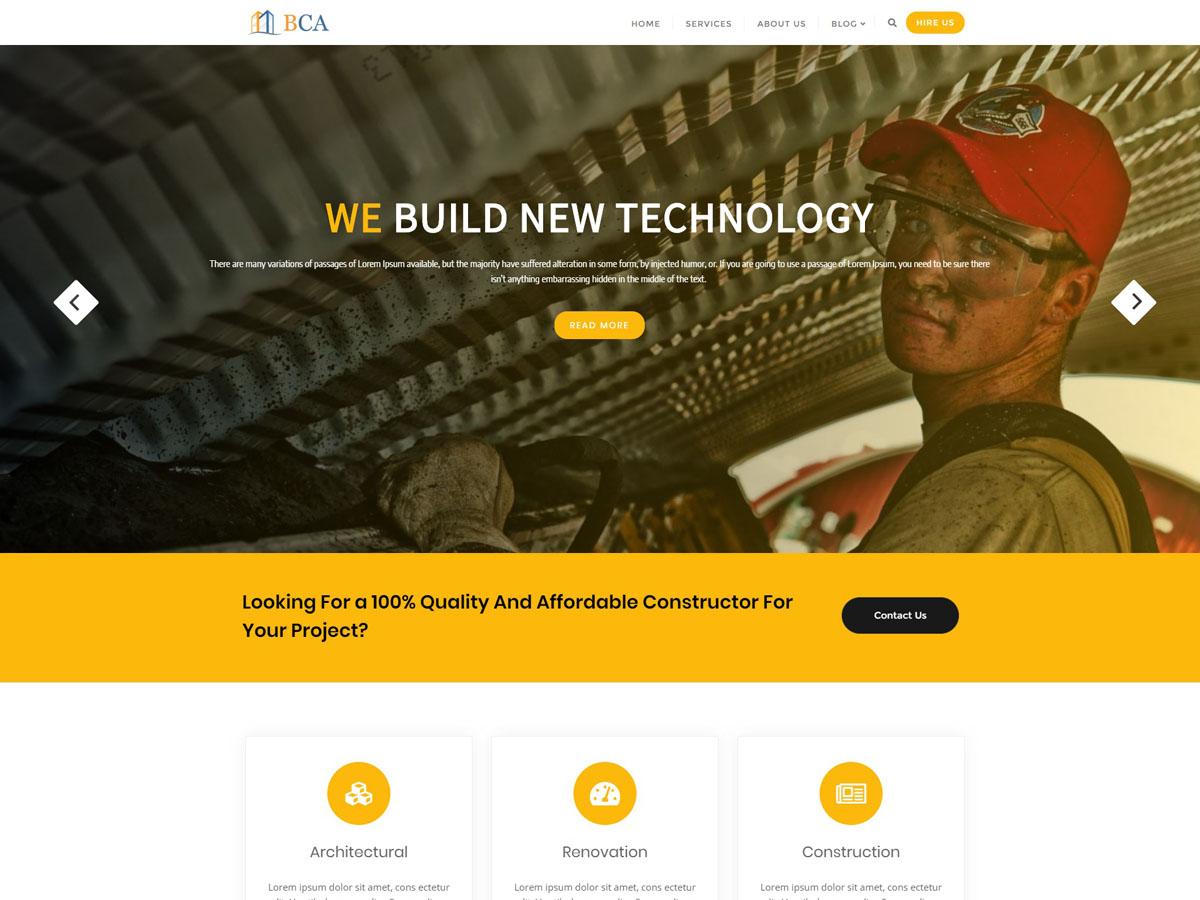 BCA
HOME
SERVICES
ABOUT US
BLOG
HIRE US
WE BUILD NEW TECHNOLOGY
There are many variations of passages of Lorem Ipsum available, but the majority have suffered alteration in some form, by injected humor, or. If you are going to use a passage of Lorem Ipsum, you need to be sure there
isn't anything embarrassing hidden in the middle of the text.
READ MORE
Looking For a 100% Quality And Affordable Constructor For
Your Project?
Contact Us
Architectural
Lorem ipsum dolor sit amet, cons ectetur
Renovation
Lorem ipsum dolor sit amet, cons ectetur
Construction
Lorem ipsum dolor sit amet, cons ectetur